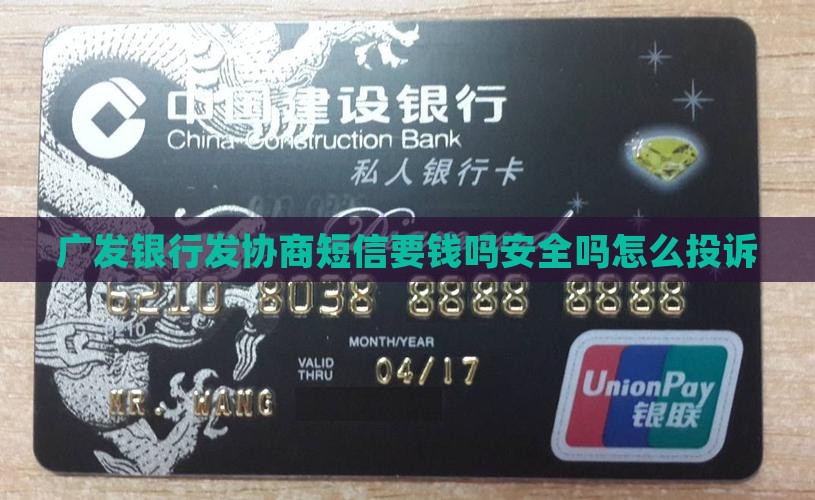 中国建设银行
China Construction Bank
私人银行卡
Diamond
广发银行发协商短信要钱吗安全吗怎么投诉
6210 8038 8888 8888
6210
MONTH/YEAR
VALID THRU 04/17
MR. WANG
UnionPay
银联